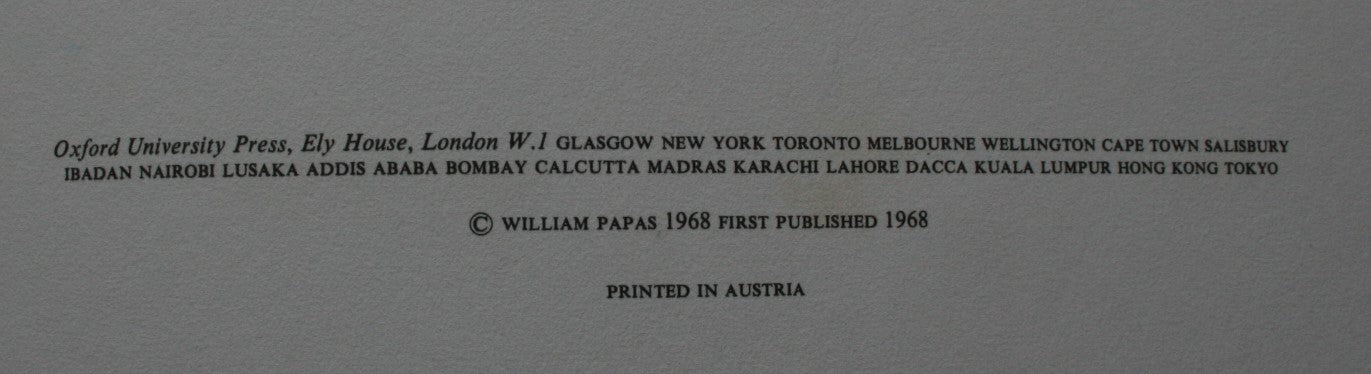 Oxford University Press, Ely House, London W.1 GLASGOW NEW YORK TORONTO MELBOURNE WELLINGTON CAPE TOWN SALISBURY
IBADAN NAIROBI LUSAKA ADDIS ABABA BOMBAY CALCUTTA MADRAS KARACHI LAHORE DACCA KUALA LUMPUR HONG KONG TOKYO
© WILLIAM PAPAS 1968 FIRST PUBLISHED 1968
PRINTED IN AUSTRIA